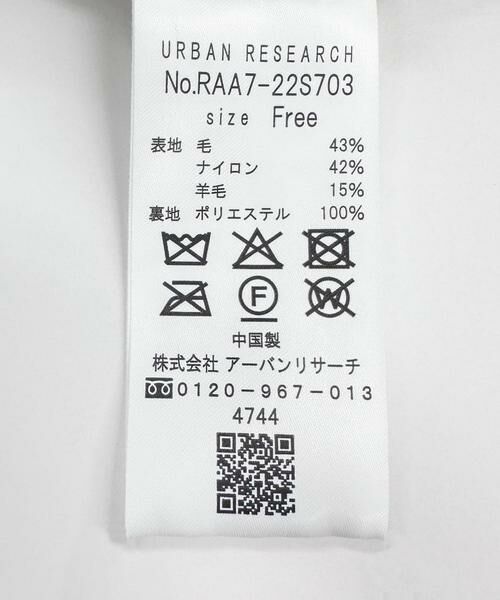 URBAN RESEARCH
No.RAA7-22S703
size Free
表地 毛 43%
ナイロン 42%
羊毛 15%
裏地 ポリエステル 100%
F W
中国製
株式会社 アーバンリサーチ
0120-967-013
4744